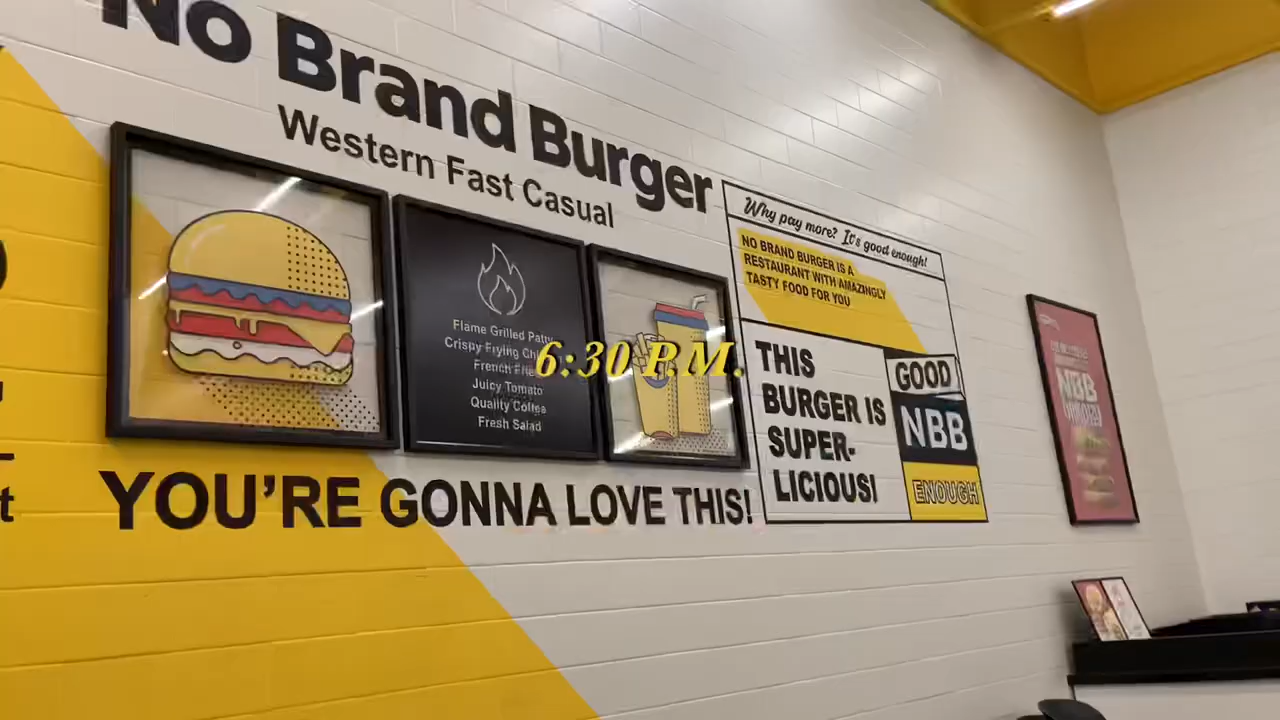 No Brand Burger
Western Fast Casual
Why pay more? It's good enough!
NO BRAND BURGER IS A
RESTAURANT WITH AMAZINGLY
TASTY FOOD FOR YOU
Flame Grilled Patty
Crispy Frying
French
Juicy Tomato
Quality Coffee
Fresh Salad
6:30 P.M.
THIS
BURGER IS
SUPER-
LICIOUS!
GOOD
NBB
ENOUGH
NBB
YOU'RE GONNA LOVE THIS!